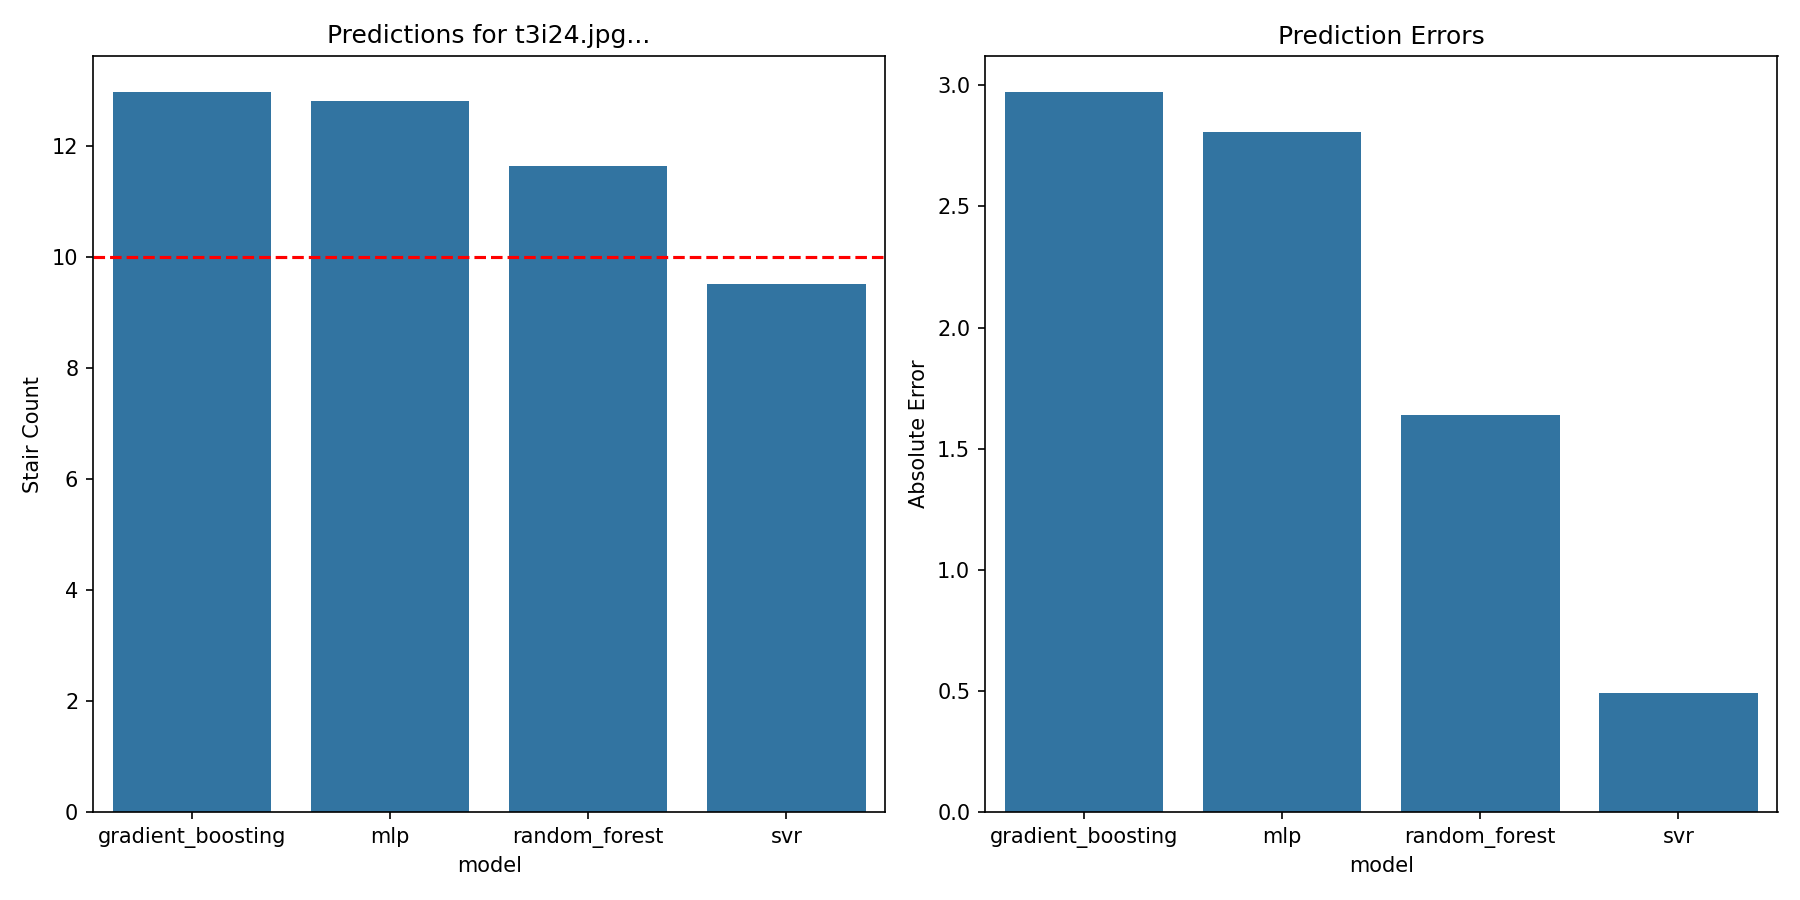 Predictions for t3i24.jpg...
Stair Count
12
10
8
6
4
2
0
gradient_boosting mlp random_forest svr
model
Prediction Errors
Absolute Error
3.0
2.5
2.0
1.5
1.0
0.5
0.0
gradient_boosting mlp random_forest svr
model